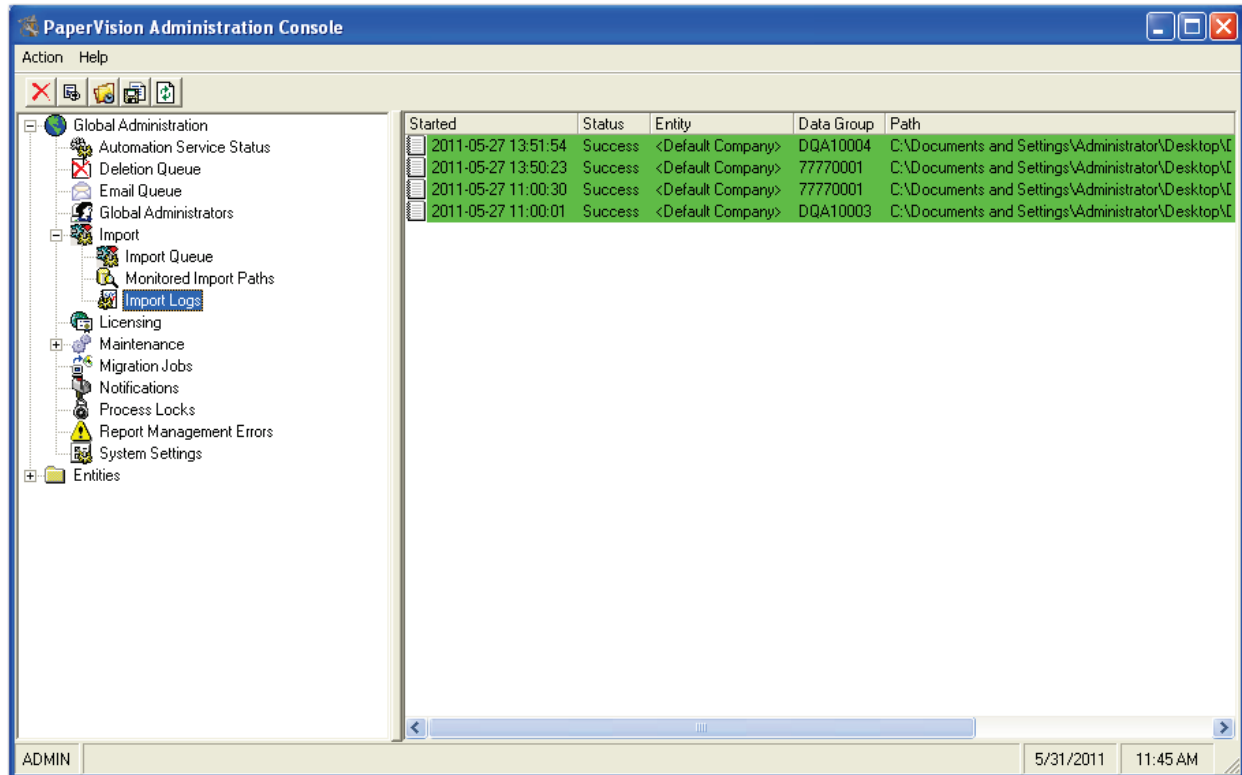 PaperVision Administration Console
Action Help
Global Administration
Automation Service Status
Deletion Queue
Email Queue
Global Administrators
Import
Import Queue
Monitored Import Paths
Import Logs
Licensing
Maintenance
Migration Jobs
Notifications
Process Locks
Report Management Errors
System Settings
Entities
Started Status Entity Data Group Path
2011-05-27 13:51:54 Success <Default Company> DQA10004 C:\Documents and Settings\Administrator\Desktop\
2011-05-27 13:50:23 Success <Default Company> 77770001 C:\Documents and Settings\Administrator\Desktop\
2011-05-27 11:00:30 Success <Default Company> 77770001 C:\Documents and Settings\Administrator\Desktop\
2011-05-27 11:00:01 Success <Default Company> DQA10003 C:\Documents and Settings\Administrator\Desktop\
ADMIN 5/31/2011 11:45 AM